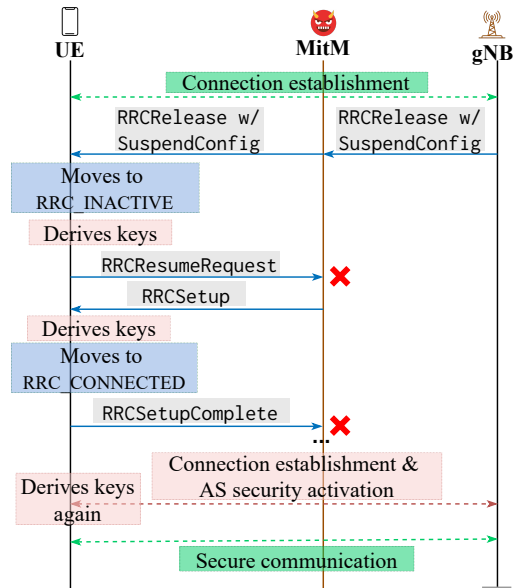 UE
MitM
gNB
Connection establishment
RRCRelease w/
SuspendConfig
RRCRelease w/
SuspendConfig
Moves to
RRC_INACTIVE
Derives keys
RRCResumeRequest
RRCSetup
Derives keys
Moves to
RRC_CONNECTED
RRCSetupComplete
...
Connection establishment &
AS security activation
Derives keys
again
Secure communication